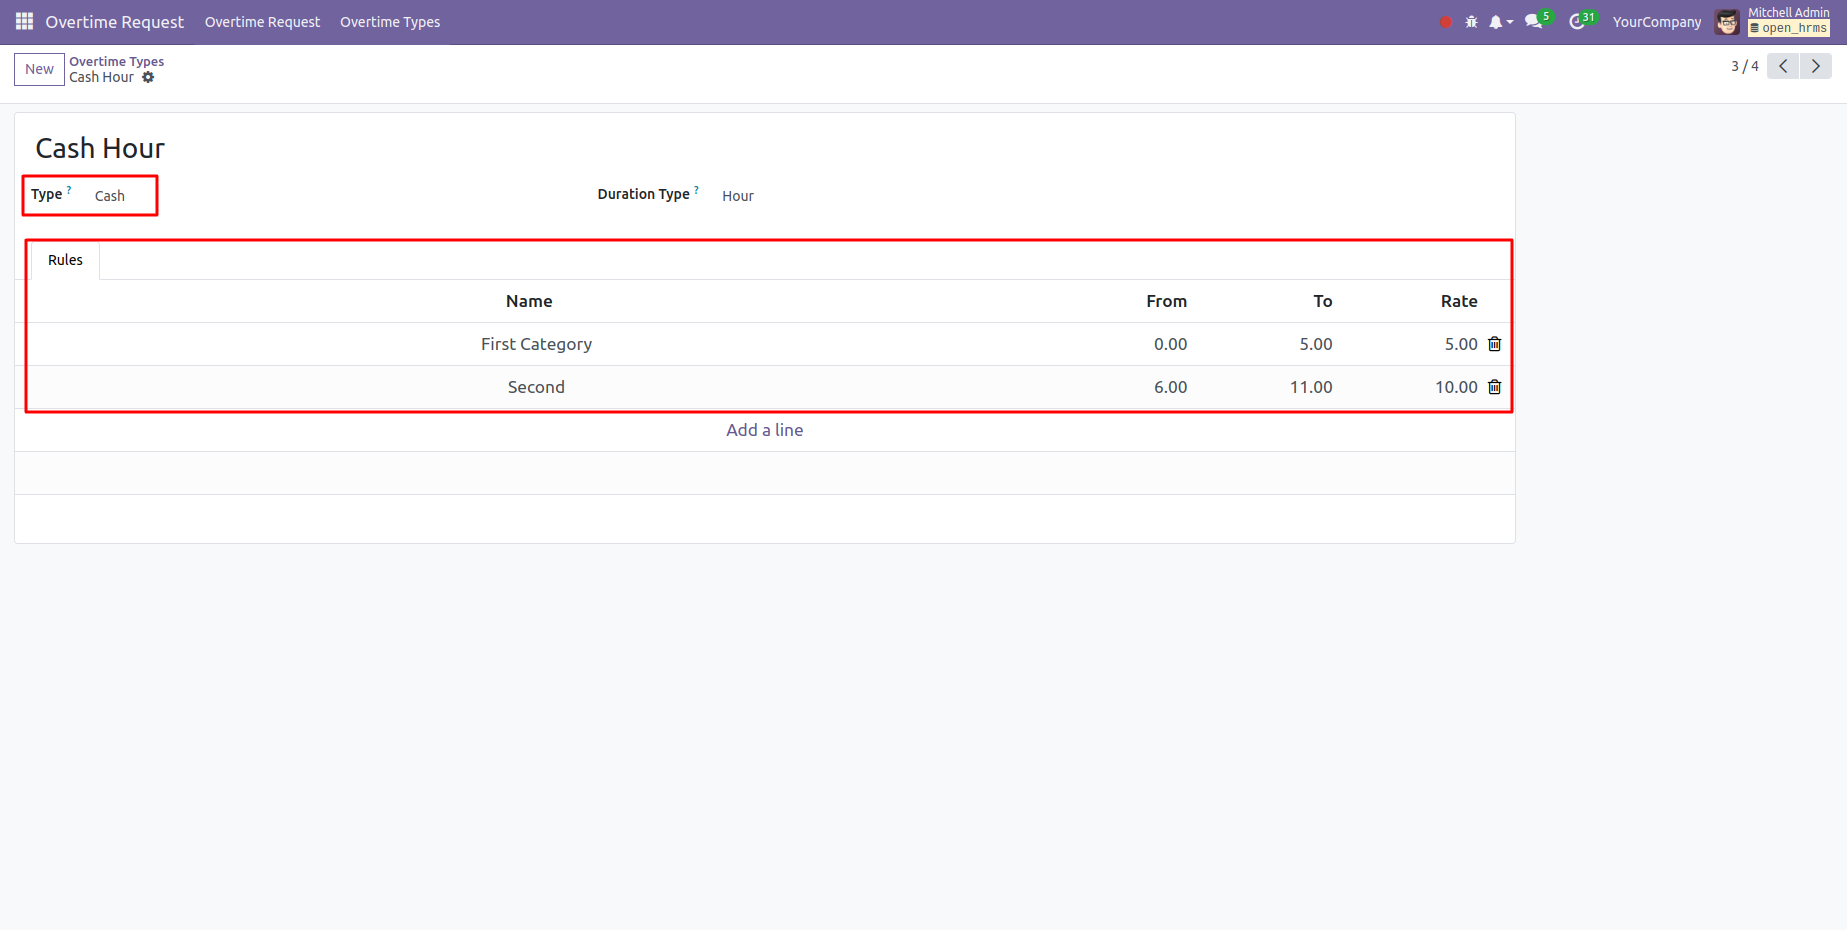 Overtime Request Overtime Request Overtime Types 5 31 YourCompany Mitchell Admin
open_hrms
New Overtime Types
Cash Hour 3 / 4
Cash Hour
Type ? Cash Duration Type ? Hour
Rules
Name From To Rate
First Category 0.00 5.00 5.00
Second 6.00 11.00 10.00
Add a line